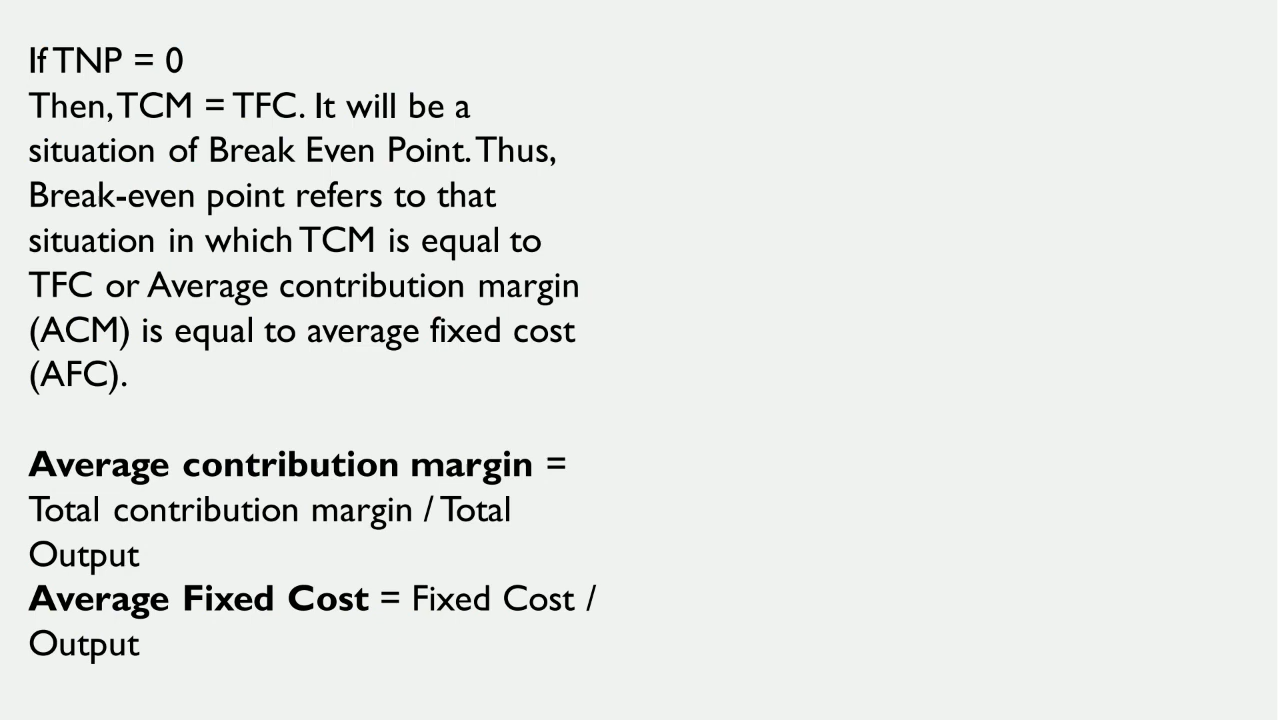 If TNP = 0
Then, TCM = TFC. It will be a
situation of Break Even Point. Thus,
Break-even point refers to that
situation in which TCM is equal to
TFC or Average contribution margin
(ACM) is equal to average fixed cost
(AFC).
Average contribution margin =
Total contribution margin / Total
Output
Average Fixed Cost = Fixed Cost /
Output